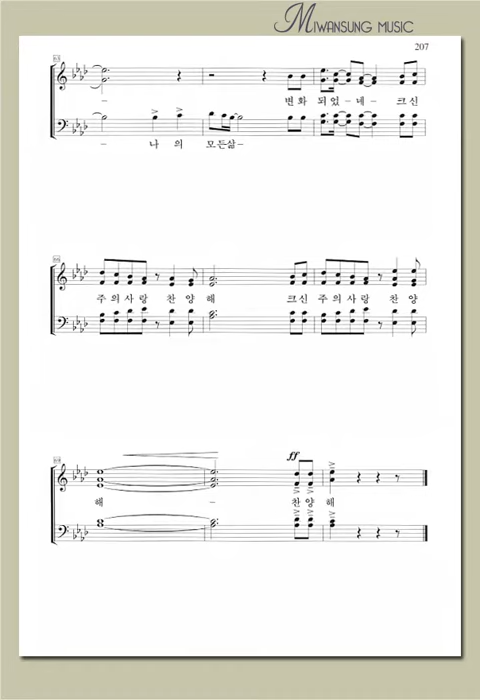 MIWANSUNG MUSIC
207
변화 되었-네- 크신
- 나 의 모든삶-
주의사랑 찬 양 해 크신 주의사랑 찬 양
ff
해 - 찬양 해